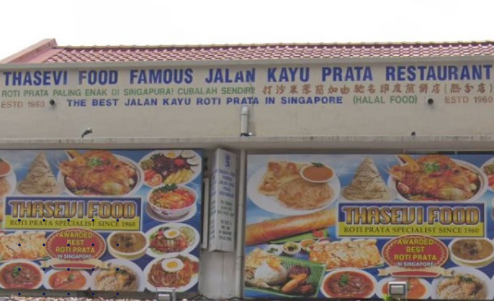 THASEVI FOOD FAMOUS JALAN KAYU PRATA RESTAURANT
ROTI PRATA PALING ENAK DI SINGAPURA! CUBALAH SENDIRI!
ESTD 1960 THE BEST JALAN KAYU ROTI PRATA IN SINGAPORE (HALAL FOOD) ESTD 1960
THASEVI FOOD
ROTI PRATA SPECIALIST SINCE 1960
AWARDED
BEST
ROTI PRATA
IN SINGAPORE
THASEVI FOOD
ROTI PRATA SPECIALIST SINCE 1960
AWARDED
BEST
ROTI PRATA
IN SINGAPORE